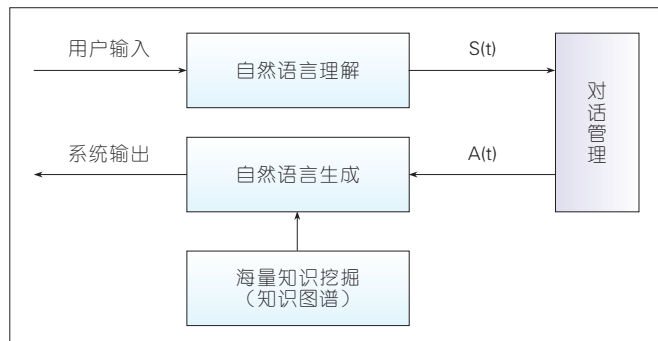 用户输入
自然语言理解
S(t)
对话管理
系统输出
自然语言生成
A(t)
海量知识挖掘
（知识图谱）